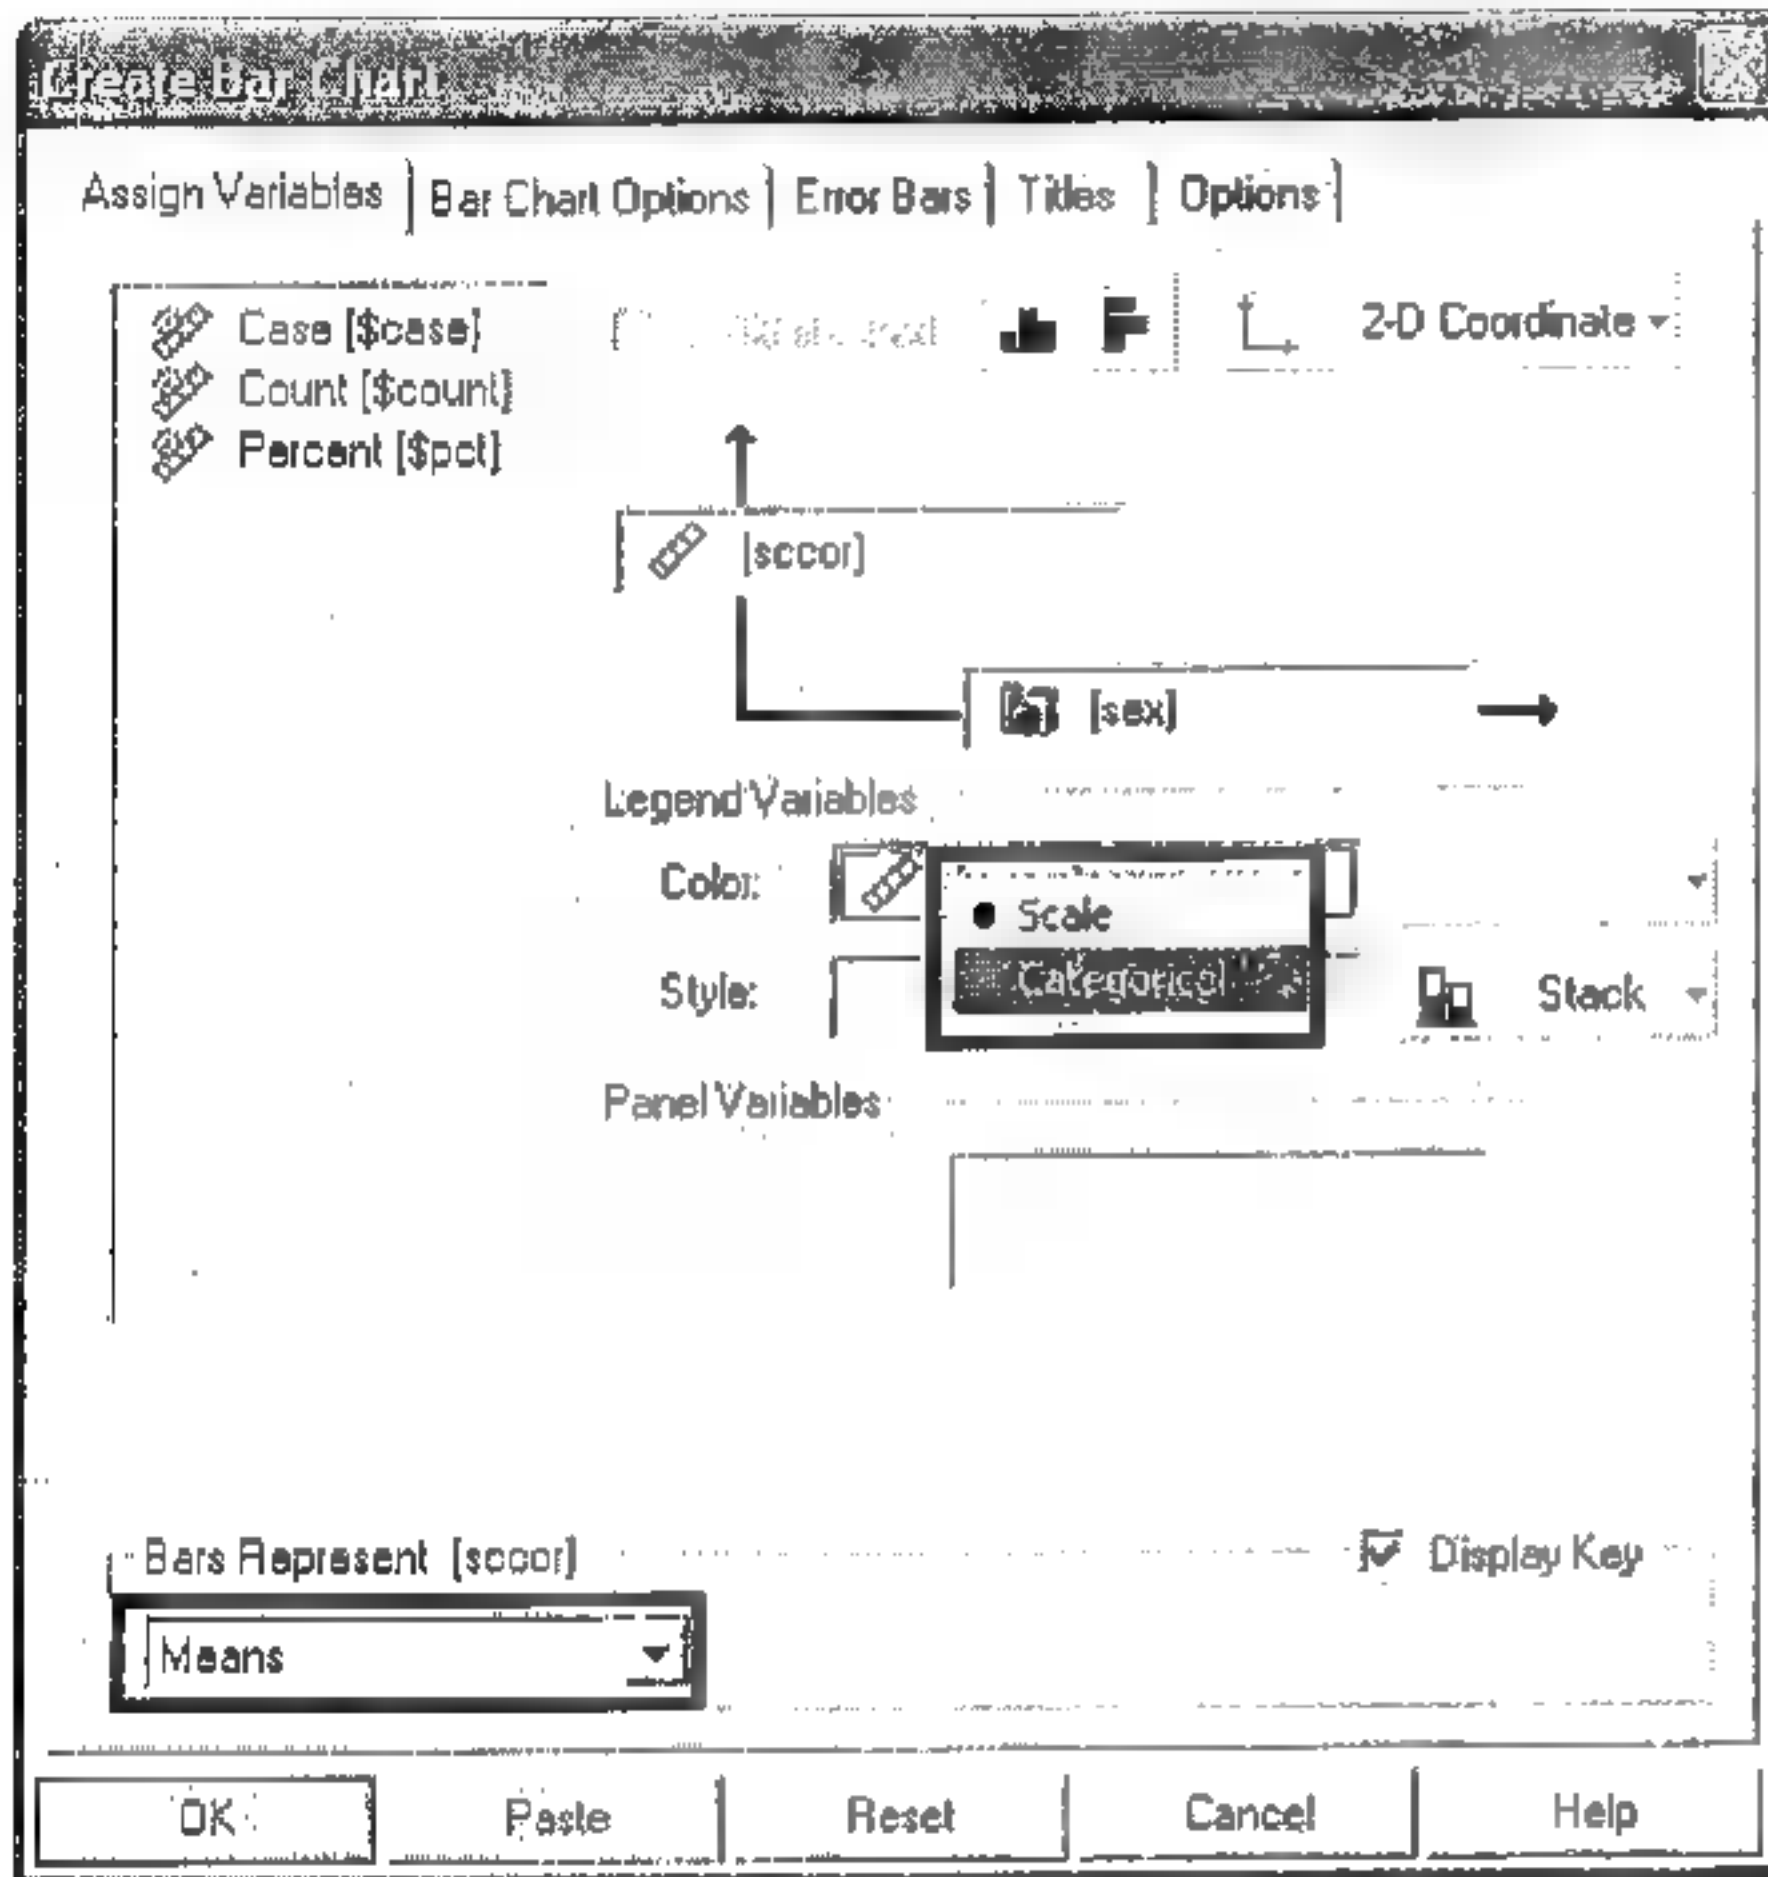 Create Bar Chart
Assign Variables Bar Chart Options Error Bars Titles Options
Case [$case]
2-D Coordinate
Count [$count]
Percent [$pct]
[sccor]
[sex]
Legend Variables
Color:
Scale
Categorical
Style:
Stack
Panel Variables
Bars Represent [sccor]
Display Key
Means
OK Paste Reset Cancel Help